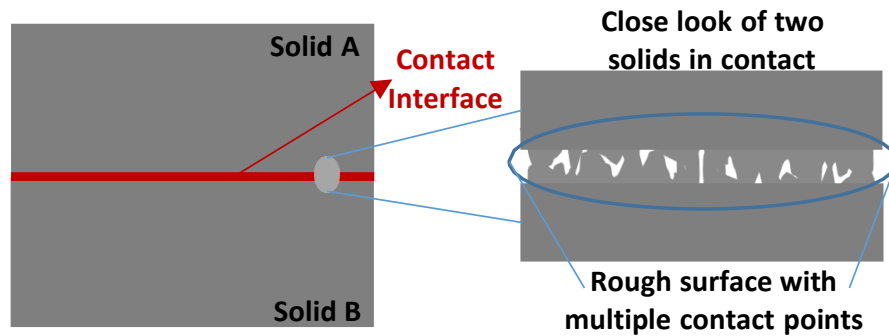 Solid A
Contact
Interface
Solid B
Close look of two
solids in contact
Rough surface with
multiple contact points